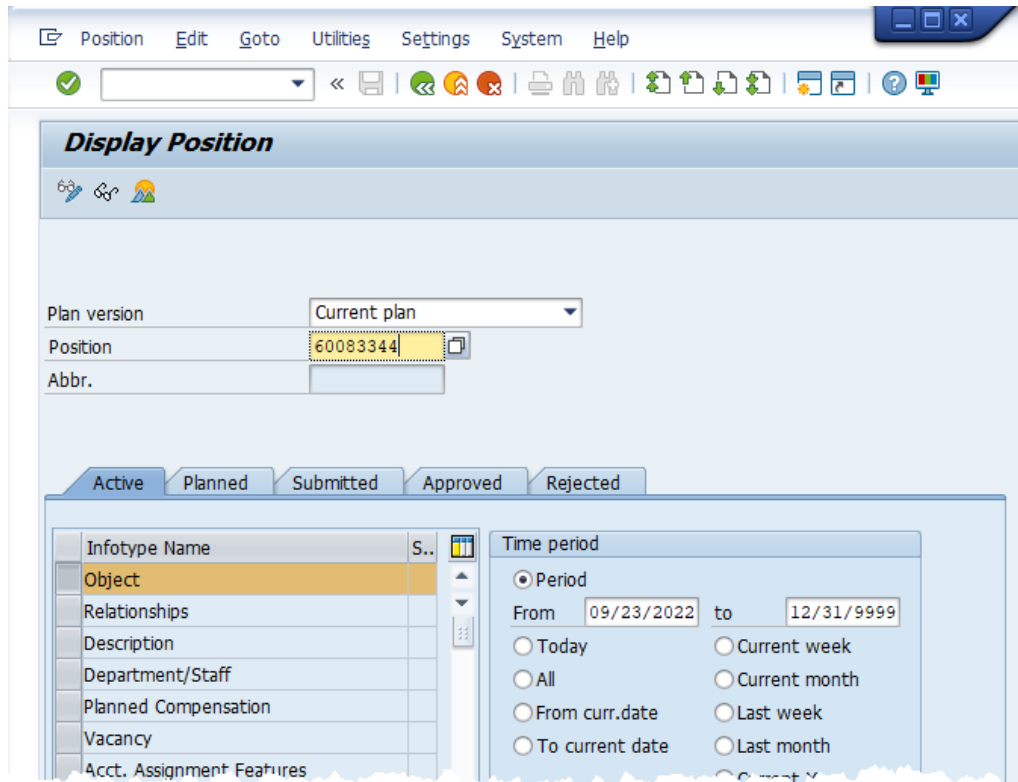 Position Edit Goto Utilities Settings System Help
Display Position
Plan version Current plan
Position 60083344
Abbr.
Active Planned Submitted Approved Rejected
Infotype Name S.. Time period
Object Period
From 09/23/2022 to 12/31/9999
Relationships
Description Today Current week
Department/Staff All Current month
Planned Compensation From curr.date Last week
Vacancy To current date Last month
Acct. Assignment Features